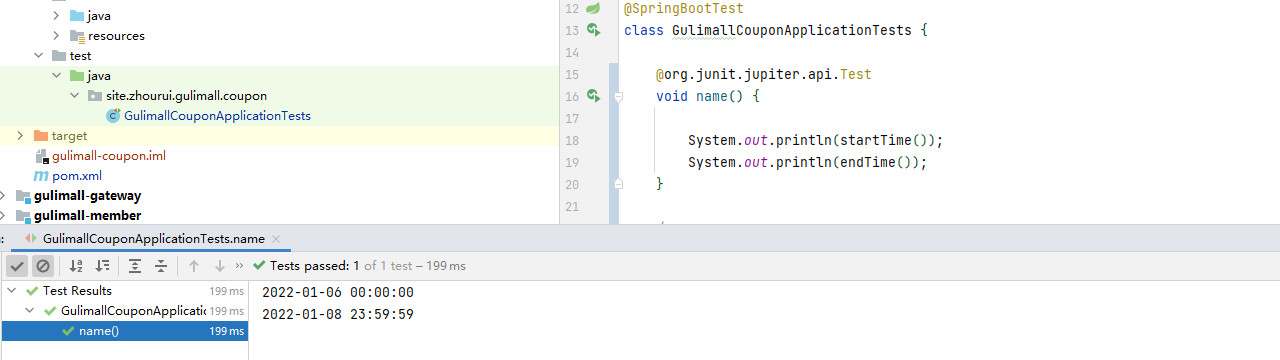 java
resources
test
java
site.zhourui.gulimall.coupon
GulimallCouponApplicationTests
target
gulimall-coupon.iml
pom.xml
gulimall-gateway
gulimall-member
12 @SpringBootTest
13 class GulimallCouponApplicationTests {
14
15 @org.junit.jupiter.api.Test
16 void name() {
17
18 System.out.println(startTime());
19 System.out.println(endTime());
20 }
21
: GulimallCouponApplicationTests.name ×
» Tests passed: 1 of 1 test – 199 ms
Test Results 199 ms
GulimallCouponApplicatic 199 ms
name() 199 ms
2022-01-06 00:00:00
2022-01-08 23:59:59